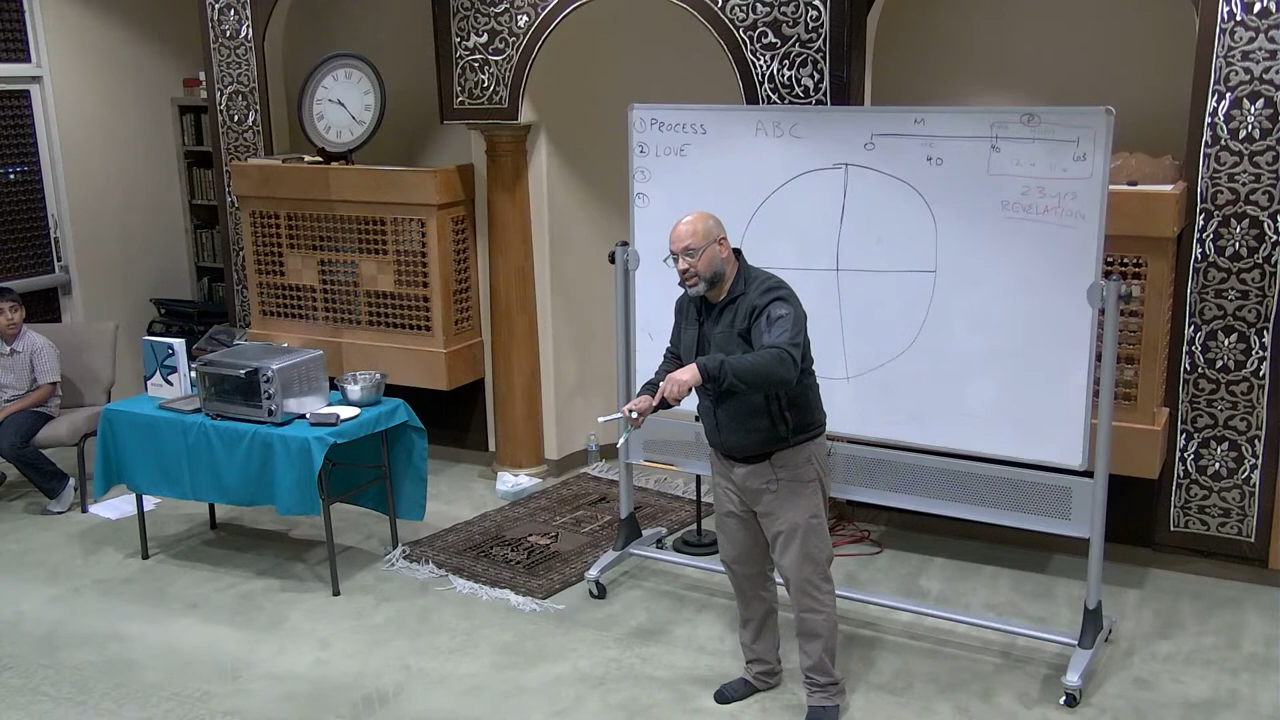 ① PROCESS
② LOVE
③
④
ABC
M
P
0
40
40
63
23 yrs
REVELATION